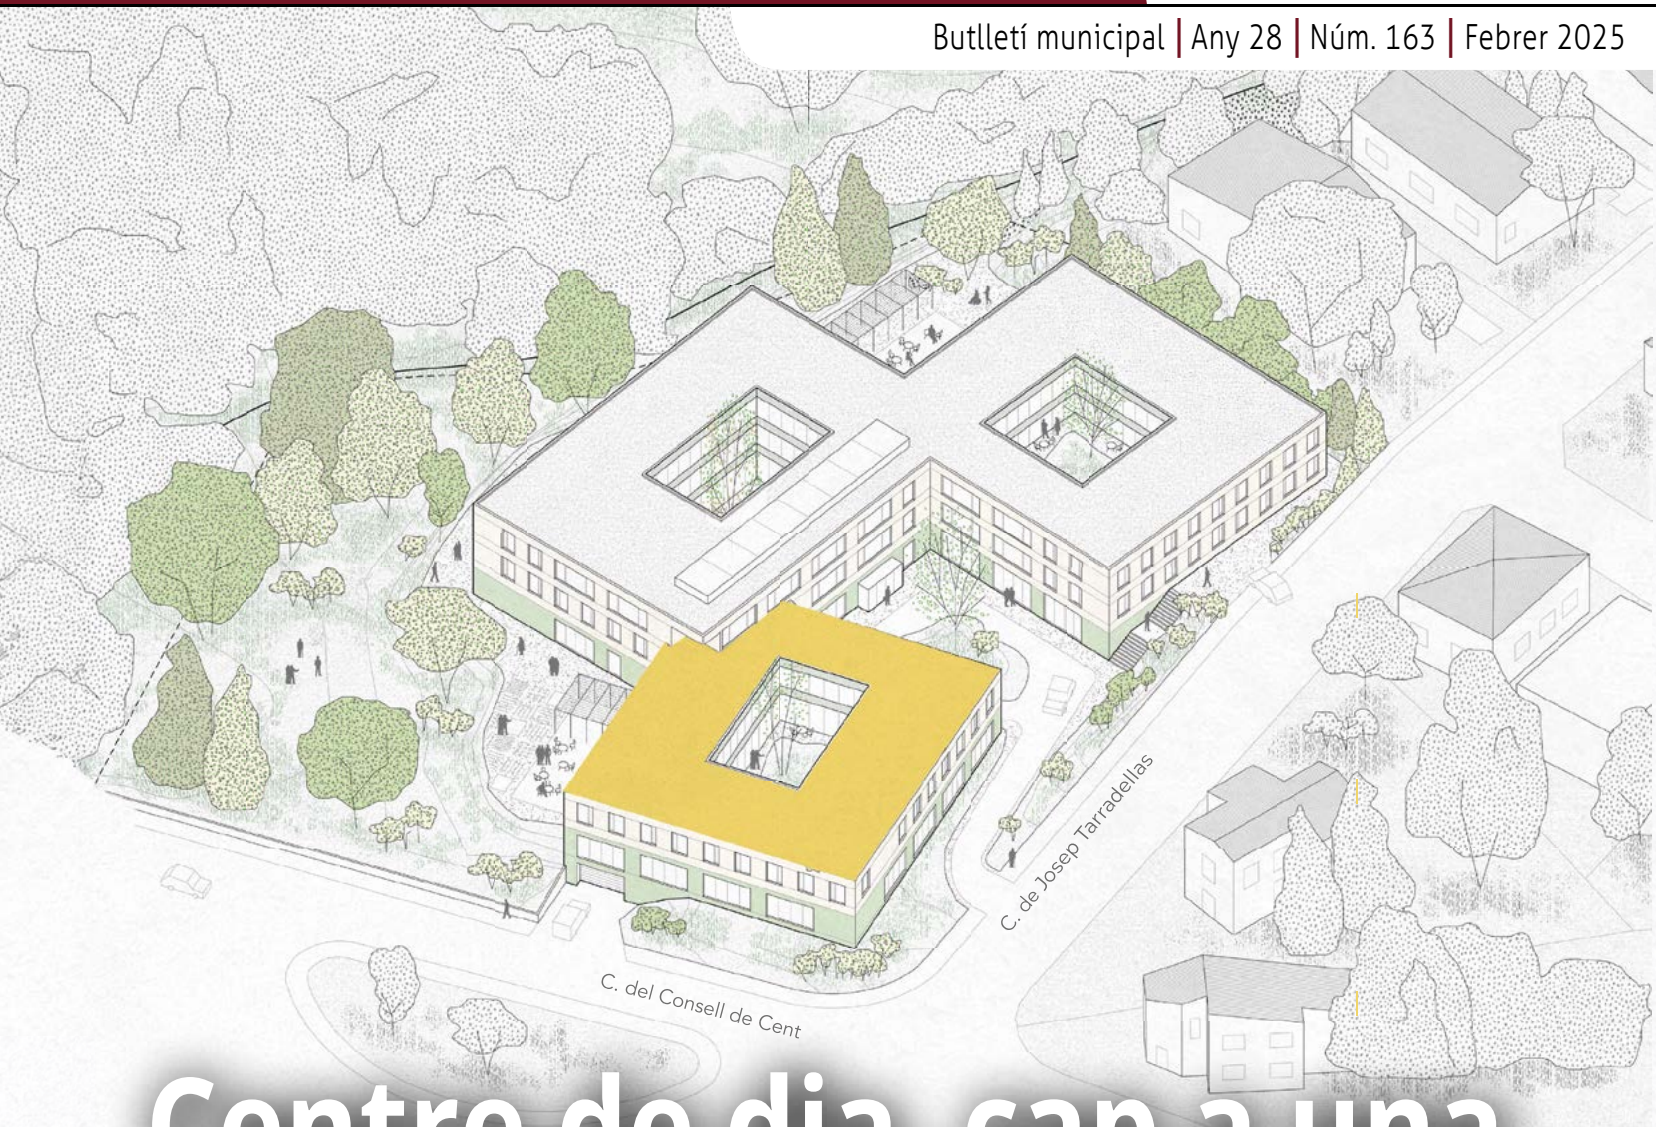 Butlletí municipal | Any 28 | Núm. 163 | Febrer 2025
C. de Josep Tarradellas
C. del Consell de Cent
Centre de dia, cap a una